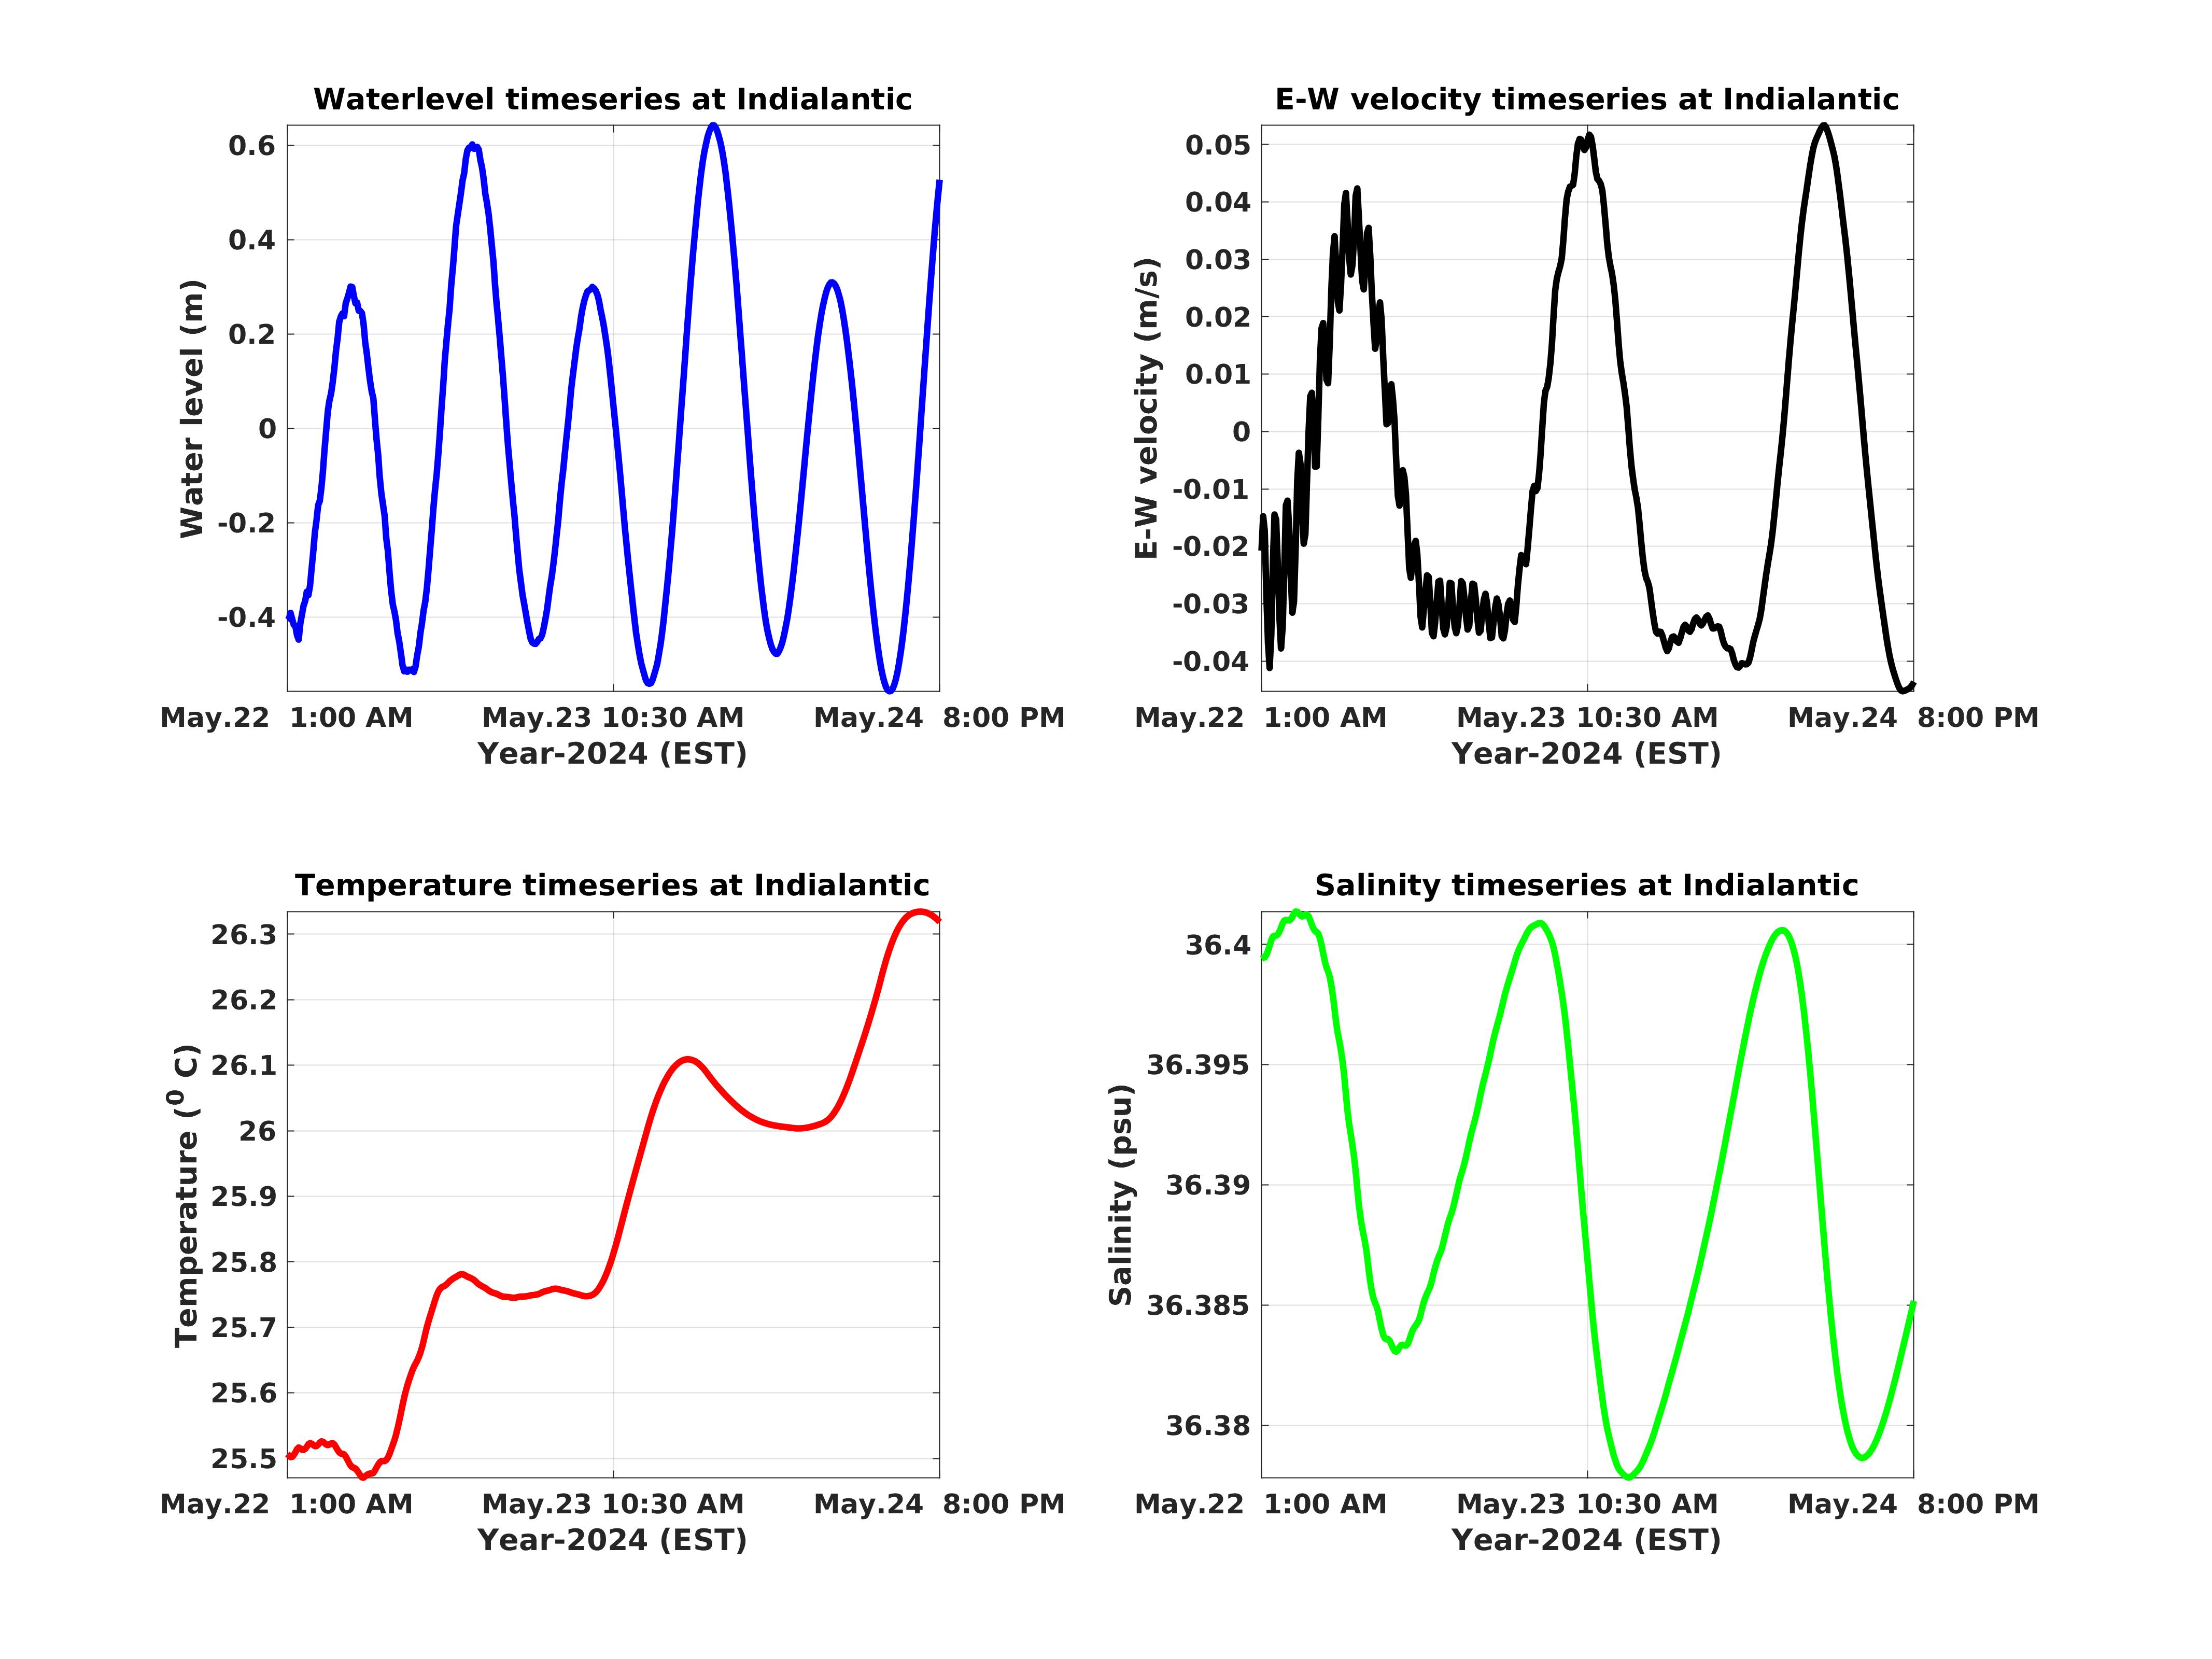 Waterlevel timeseries at Indialantic
0.6
0.4
0.2
0
-0.2
-0.4
Water level (m)
May.22 1:00 AM May.23 10:30 AM May.24 8:00 PM
Year-2024 (EST)
E-W velocity timeseries at Indialantic
0.05
0.04
0.03
0.02
0.01
0
-0.01
-0.02
-0.03
-0.04
E-W velocity (m/s)
May.22 1:00 AM May.23 10:30 AM May.24 8:00 PM
Year-2024 (EST)
Temperature timeseries at Indialantic
26.3
26.2
26.1
26
25.9
25.8
25.7
25.6
25.5
Temperature (⁰ C)
May.22 1:00 AM May.23 10:30 AM May.24 8:00 PM
Year-2024 (EST)
Salinity timeseries at Indialantic
36.4
36.395
36.39
36.385
36.38
Salinity (psu)
May.22 1:00 AM May.23 10:30 AM May.24 8:00 PM
Year-2024 (EST)